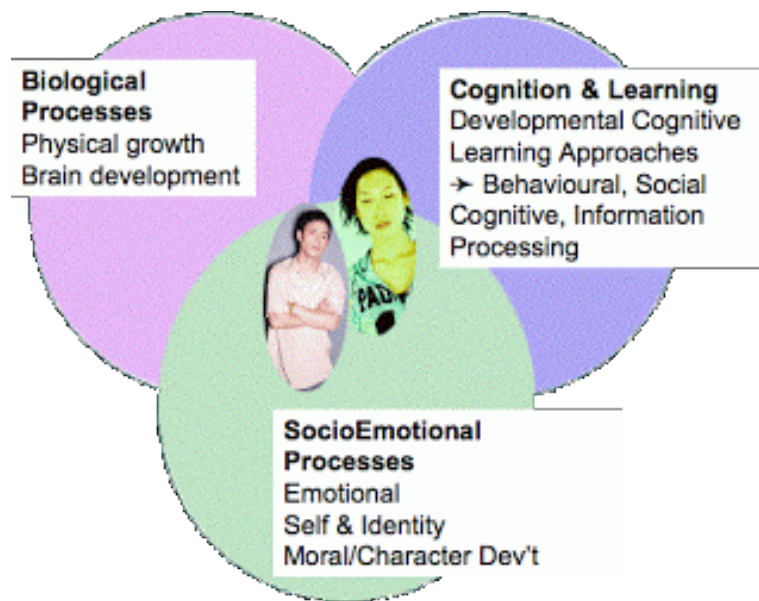 Biological
Processes
Physical growth
Brain development
Cognition & Learning
Developmental Cognitive
Learning Approaches
➛ Behavioural, Social
Cognitive, Information
Processing
SocioEmotional
Processes
Emotional
Self & Identity
Moral/Character Dev't